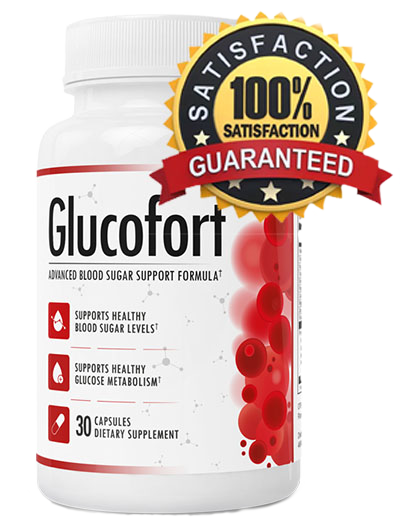 SATISFACTION
100%
SATISFACTION
GUARANTEED
Glucofort
ADVANCED BLOOD SUGAR SUPPORT FORMULA†
SUPPORTS HEALTHY
BLOOD SUGAR LEVELS†
SUPPORTS HEALTHY
GLUCOSE METABOLISM†
30 CAPSULES
DIETARY SUPPLEMENT